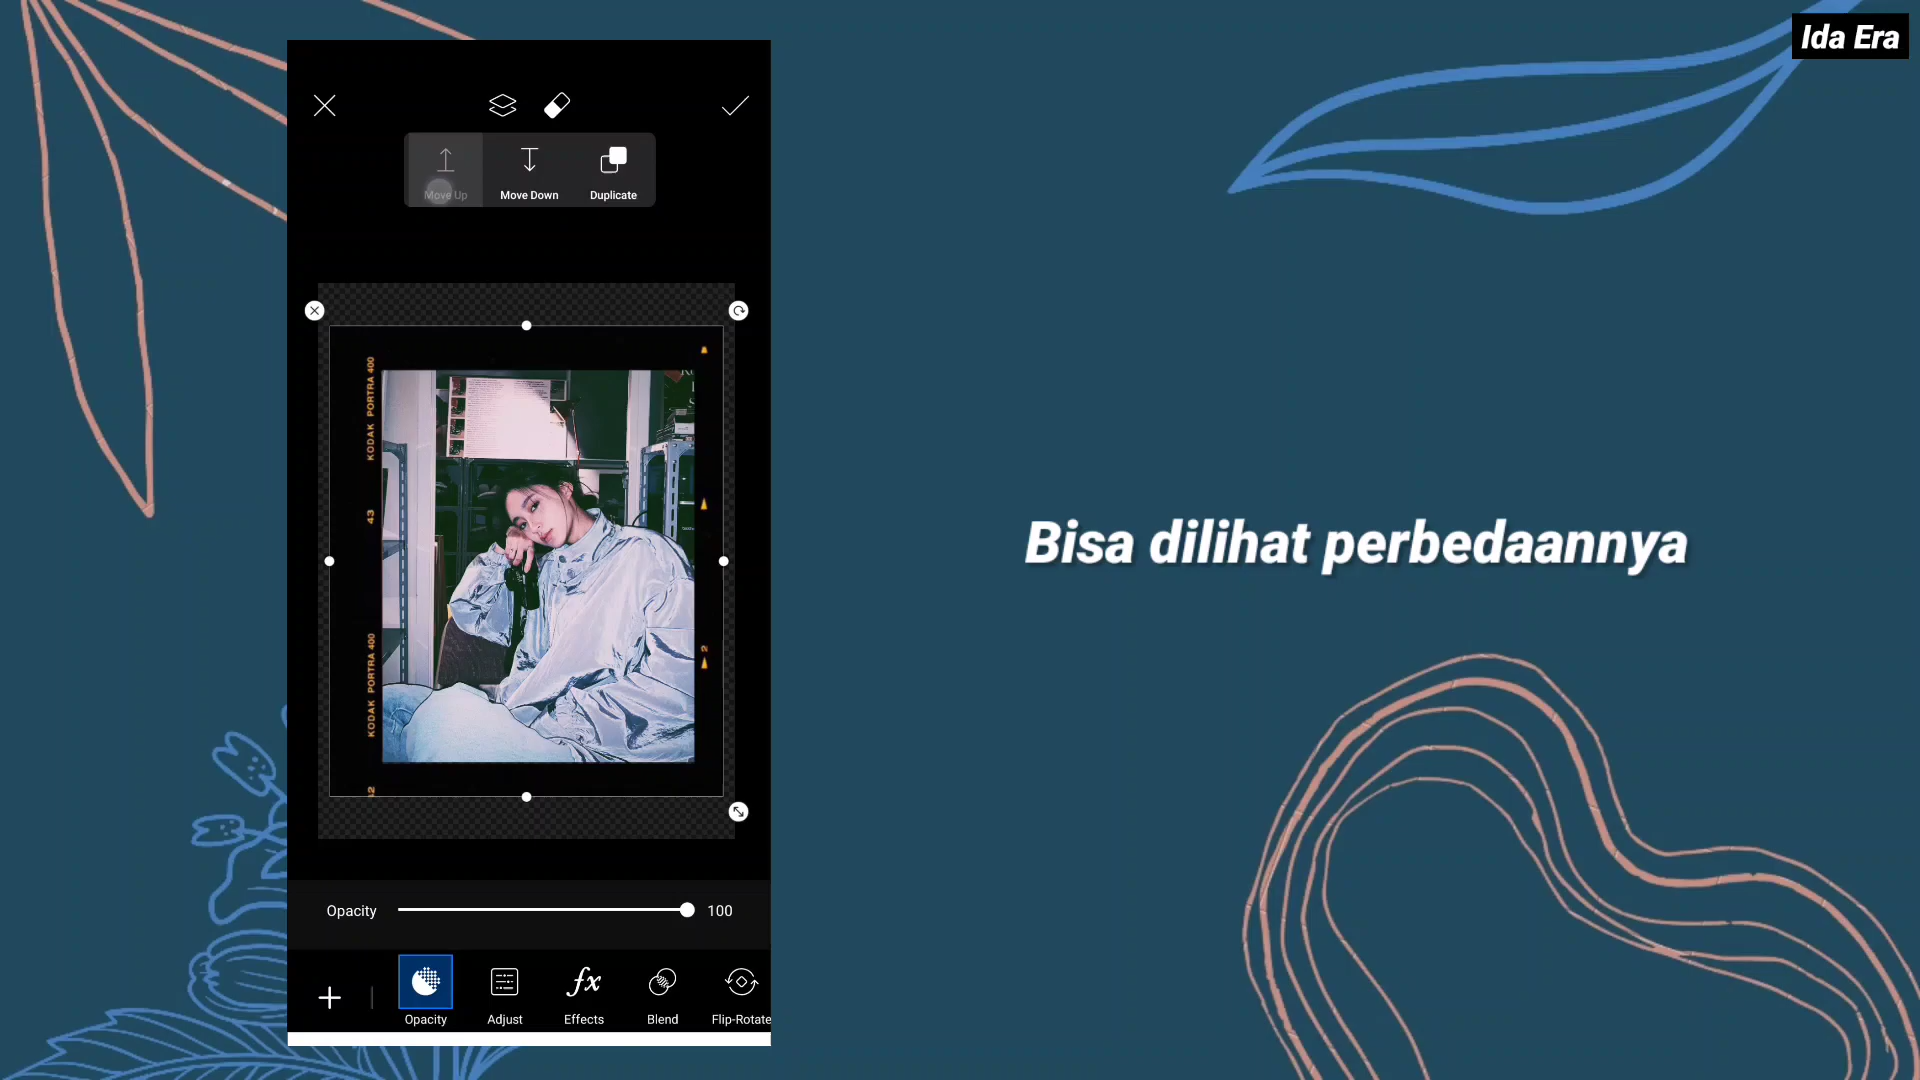 Ida Era
Move Up
Move Down
Duplicate
KODAK PORTRA 400
43
KODAK PORTRA 400
2
Bisa dilihat perbedaannya
Opacity
100
Opacity
Adjust
Effects
Blend
Flip-Rotate